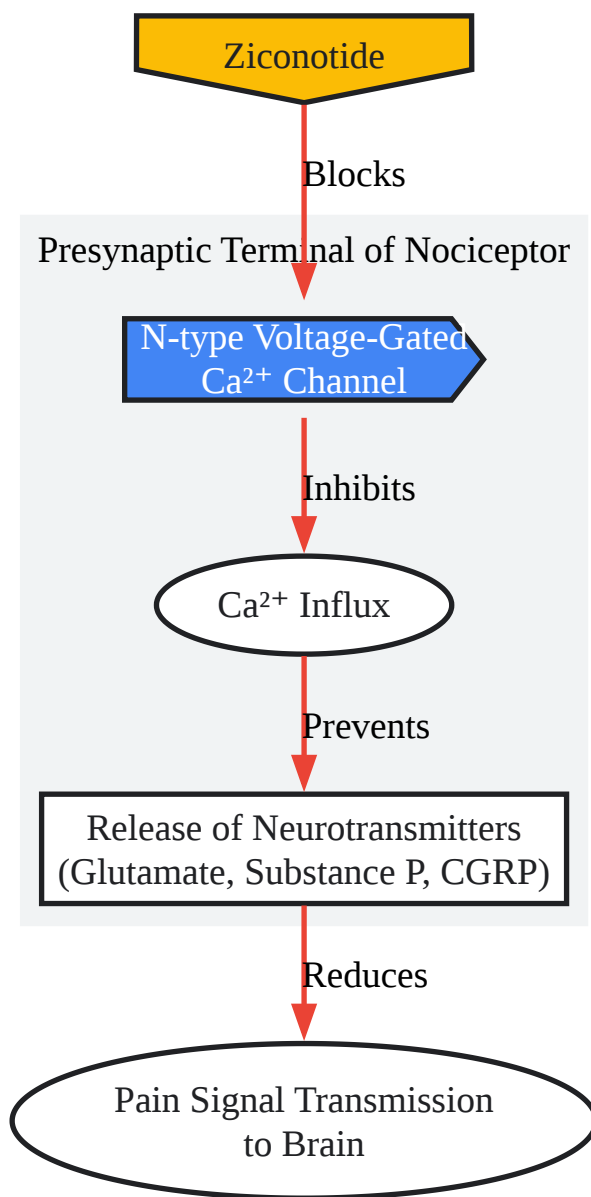 Ziconotide
Blocks
Presynaptic Terminal of Nociceptor
N-type Voltage-Gated
Ca²⁺ Channel
Inhibits
Ca²⁺ Influx
Prevents
Release of Neurotransmitters
(Glutamate, Substance P, CGRP)
Reduces
Pain Signal Transmission
to Brain